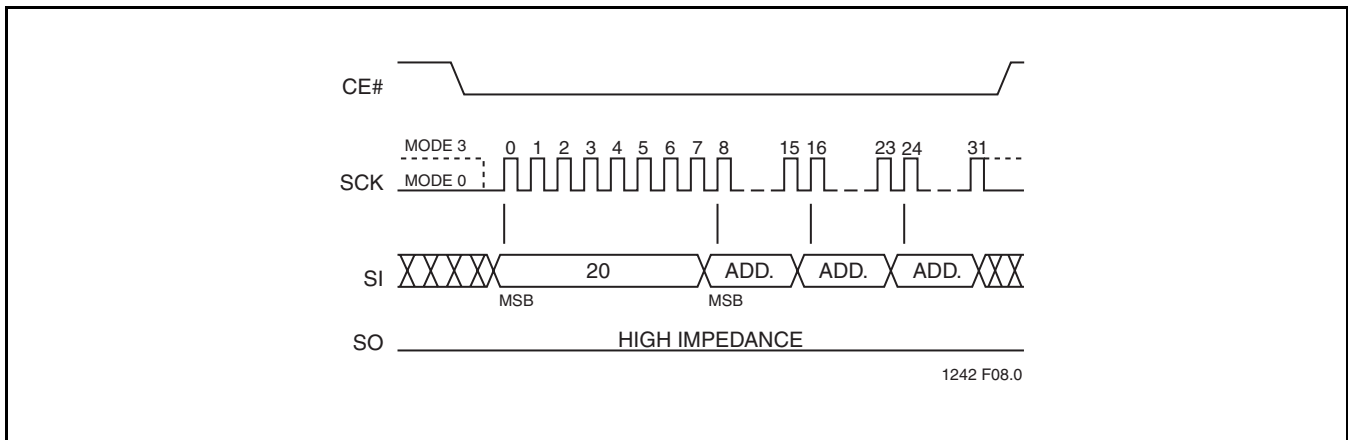 CE#
MODE 3 0 1 2 3 4 5 6 7 8 15 16 23 24 31
SCK MODE 0
SI 20 ADD. ADD. ADD.
MSB MSB
SO HIGH IMPEDANCE
1242 F08.0